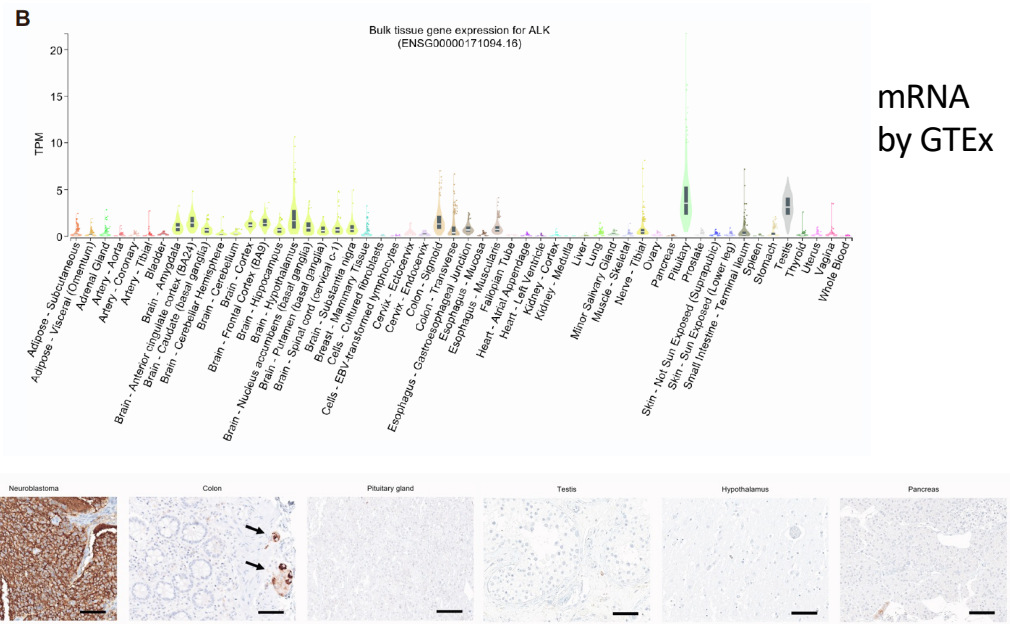 B
Bulk tissue gene expression for ALK
(ENSG00000171094.16)
mRNA
by GTEx
TPM
20
15
10
5
0
Adipose - Subcutaneous
Adipose - Visceral (Omentum)
Adrenal Gland
Artery - Aorta
Artery - Coronary
Artery - Tibial
Bladder
Brain - Amygdala
Brain - Anterior cingulate cortex (BA24)
Brain - Caudate (basal ganglia)
Brain - Cerebellar Hemisphere
Brain - Cerebellum
Brain - Cortex
Brain - Frontal Cortex (BA9)
Brain - Hippocampus
Brain - Hypothalamus
Brain - Nucleus accumbens (basal ganglia)
Brain - Putamen (basal ganglia)
Brain - Spinal cord (cervical c-1)
Brain - Substantia nigra
Breast - Mammary Tissue
Cells - Cultured fibroblasts
Cells - EBV-transformed lymphocytes
Cervix - Ectocervix
Cervix - Endocervix
Colon - Sigmoid
Colon - Transverse
Esophagus - Gastroesophageal Junction
Esophagus - Mucosa
Esophagus - Muscularis
Fallopian Tube
Heart - Atrial Appendage
Heart - Left Ventricle
Kidney - Cortex
Kidney - Medulla
Liver
Lung
Minor Salivary Gland
Muscle - Skeletal
Nerve - Tibial
Ovary
Pancreas
Pituitary
Prostate
Skin - Not Sun Exposed (Suprapubic)
Skin - Sun Exposed (Lower leg)
Small Intestine - Terminal Ileum
Spleen
Stomach
Testis
Thyroid
Uterus
Vagina
Whole Blood
Neuroblastoma
Colon
Pituitary gland
Testis
Hypothalamus
Pancreas